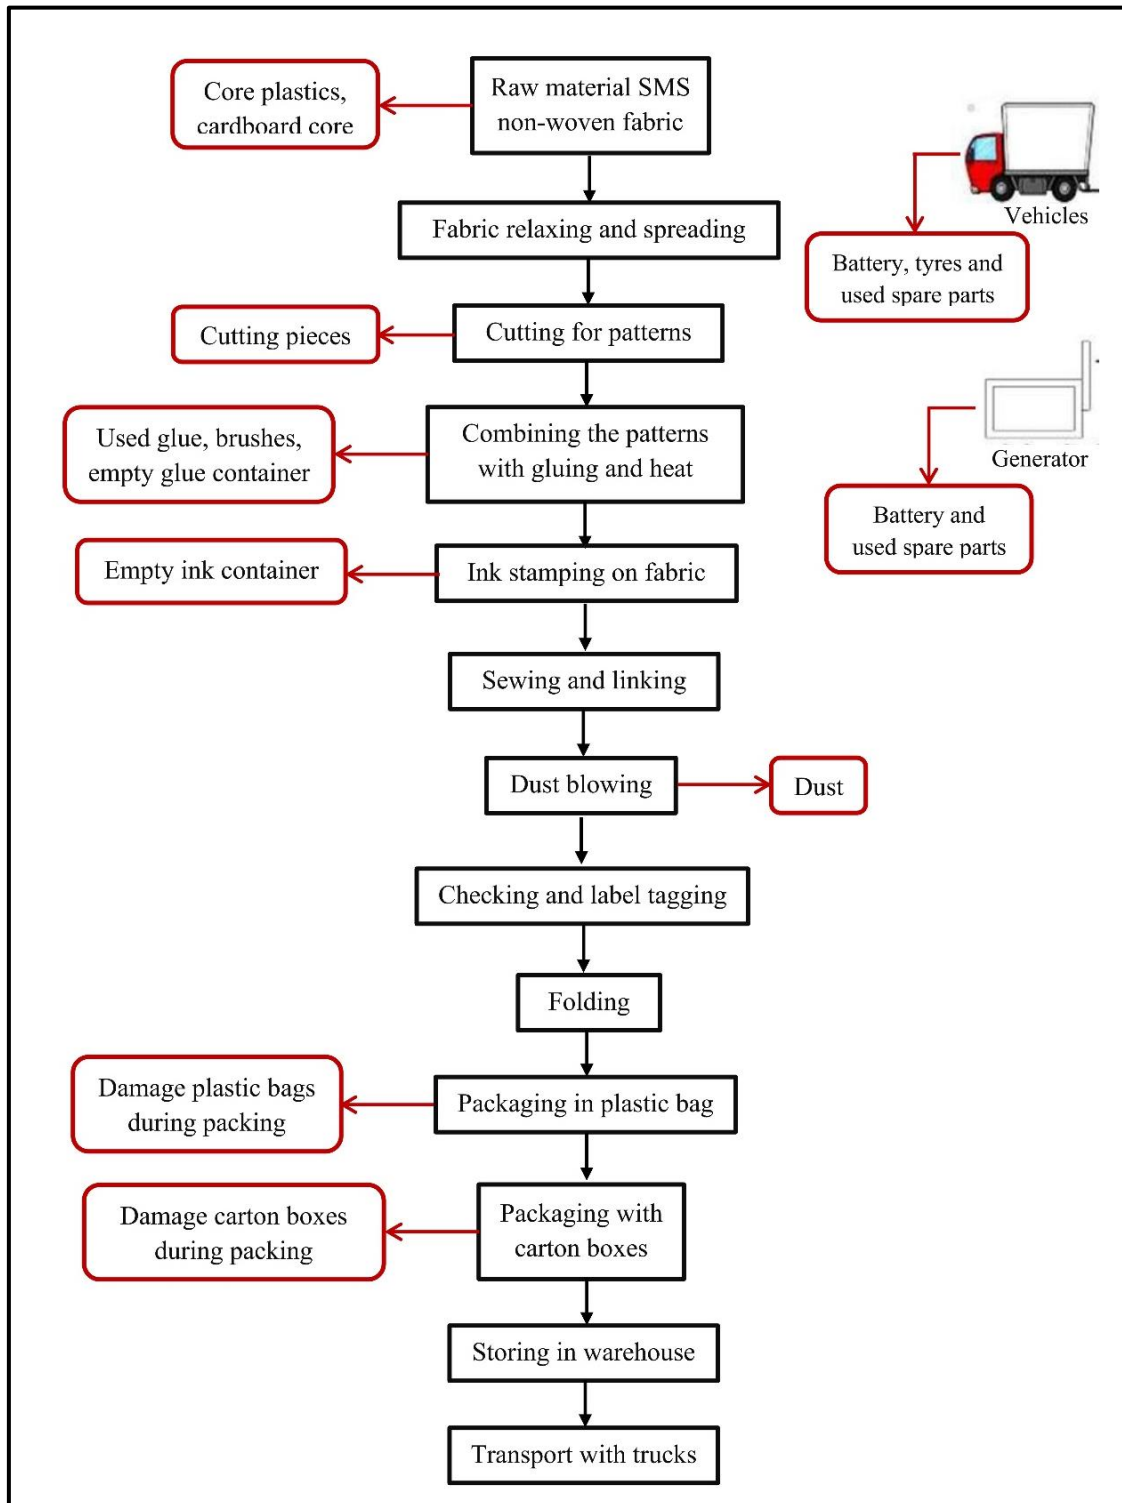 Raw material SMS
non-woven fabric
Core plastics,
cardboard core
Vehicles
Fabric relaxing and spreading
Battery, tyres and
used spare parts
Cutting pieces
Cutting for patterns
Used glue, brushes,
empty glue container
Combining the patterns
with gluing and heat
Generator
Battery and
used spare parts
Empty ink container
Ink stamping on fabric
Sewing and linking
Dust blowing
Dust
Checking and label tagging
Folding
Damage plastic bags
during packing
Packaging in plastic bag
Damage carton boxes
during packing
Packaging with
carton boxes
Storing in warehouse
Transport with trucks